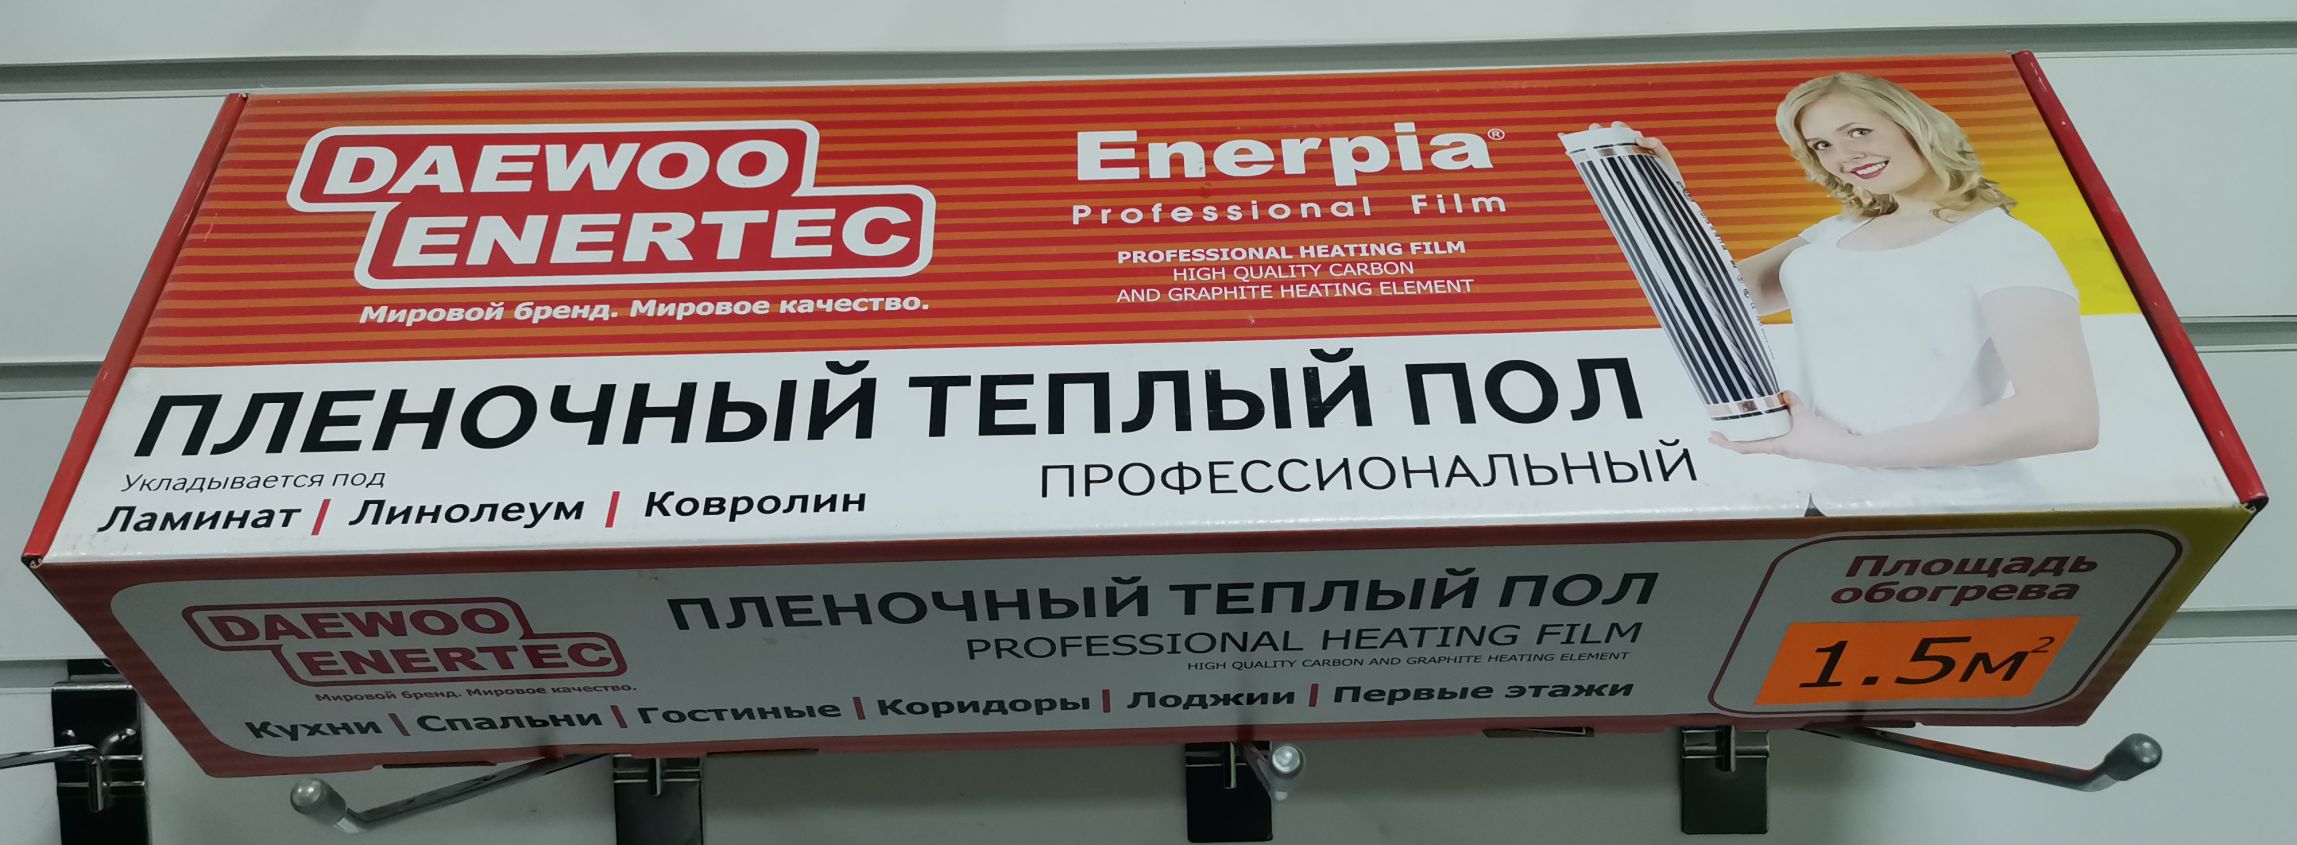 DAEWOO
ENERTEC
Мировой бренд. Мировое качество.
Enerpia®
Professional Film
PROFESSIONAL HEATING FILM
HIGH QUALITY CARBON
AND GRAPHITE HEATING ELEMENT
ПЛЕНОЧНЫЙ ТЕПЛЫЙ ПОЛ
ПРОФЕССИОНАЛЬНЫЙ
Укладывается под
Ламинат | Линолеум | Ковролин
DAEWOO
ENERTEC
Мировой бренд. Мировое качество.
ПЛЕНОЧНЫЙ ТЕПЛЫЙ ПОЛ
PROFESSIONAL HEATING FILM
HIGH QUALITY CARBON AND GRAPHITE HEATING ELEMENT
Кухни | Спальни | Гостиные | Коридоры | Лоджии | Первые этажи
Площадь
обогрева
1.5м²